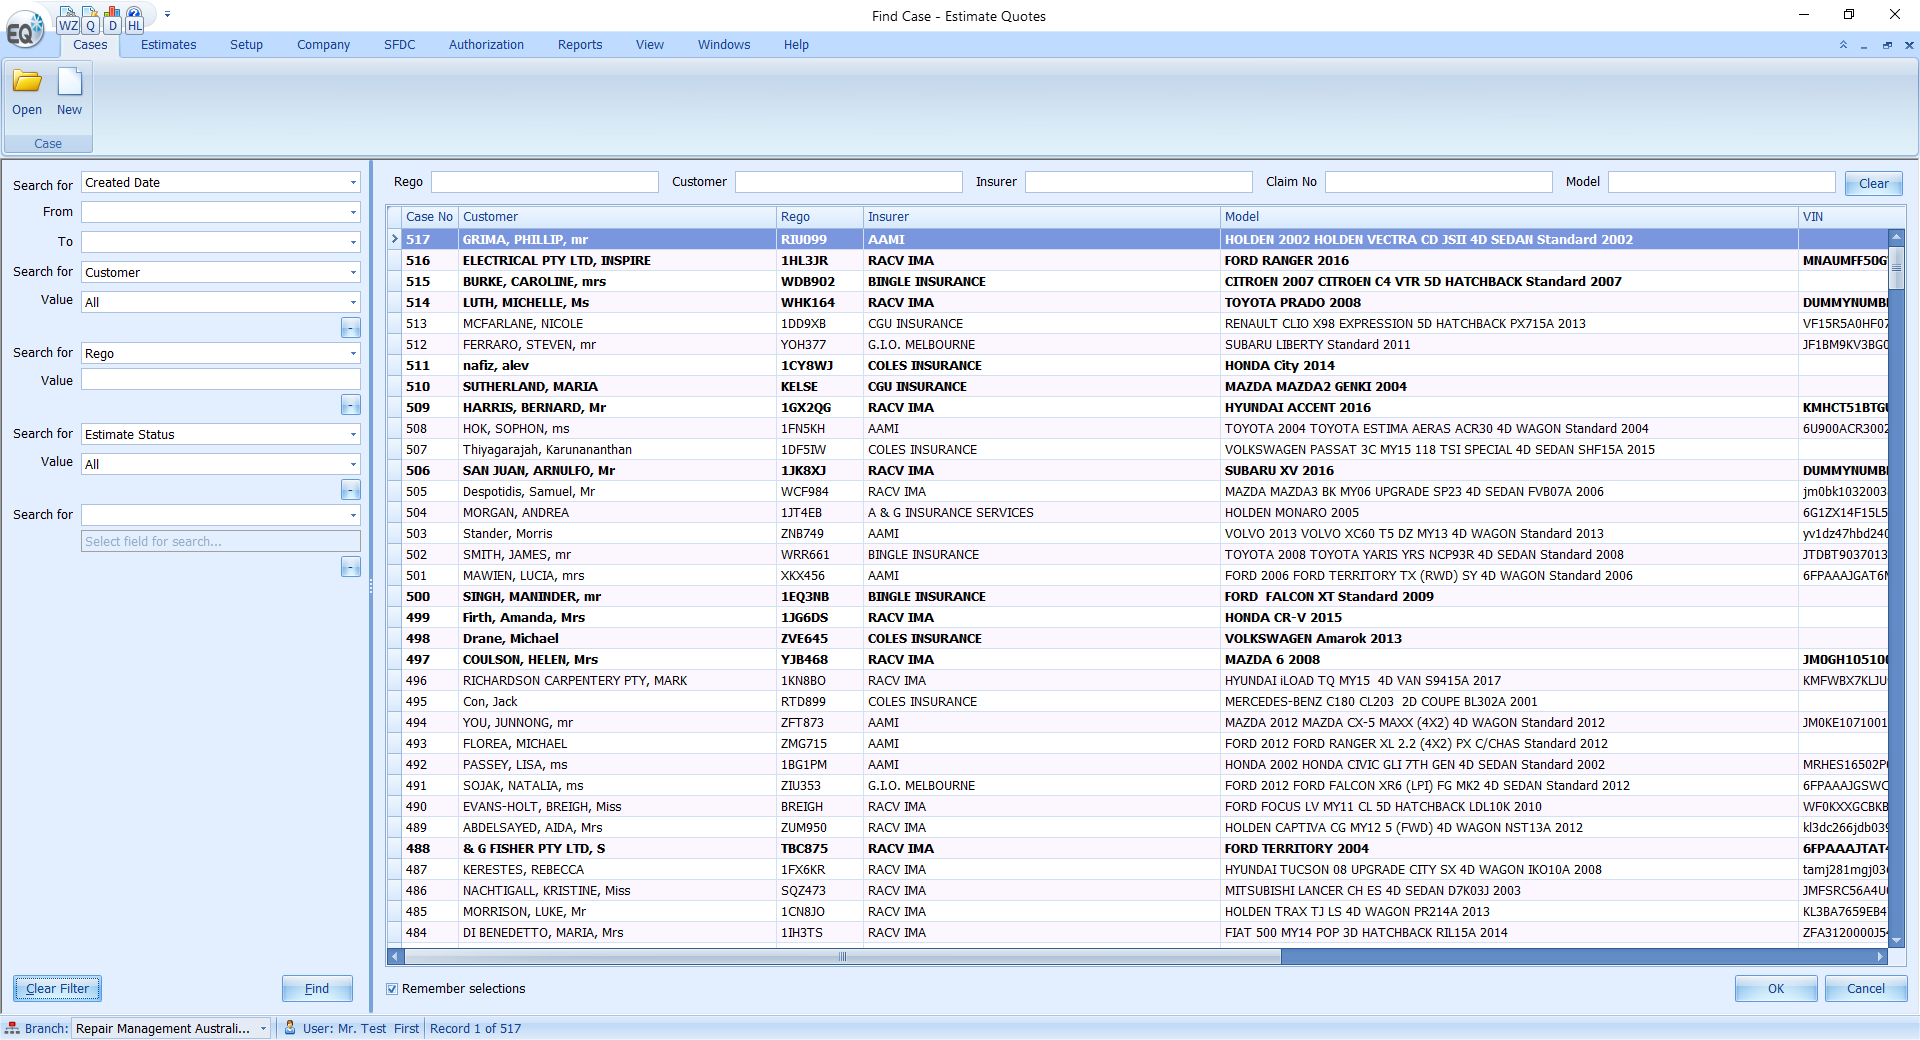 Find Case - Estimate Quotes
EQ
WZ Q D HL
Cases Estimates Setup Company SFDC Authorization Reports View Windows Help
Open New
Case
Search for Created Date
From
To
Search for Customer
Value All
-
Search for Rego
Value
-
Search for Estimate Status
Value All
-
Search for
Select field for search...
-
Clear Filter Find
Rego Customer Insurer Claim No Model Clear
Case No Customer Rego Insurer Model VIN
517 GRIMA, PHILLIP, mr RIU099 AAMI HOLDEN 2002 HOLDEN VECTRA CD JSII 4D SEDAN Standard 2002
516 ELECTRICAL PTY LTD, INSPIRE 1HL3JR RACV IMA FORD RANGER 2016 MNAUMFF50G
515 BURKE, CAROLINE, mrs WDB902 BINGLE INSURANCE CITROEN 2007 CITROEN C4 VTR 5D HATCHBACK Standard 2007
514 LUTH, MICHELLE, Ms WHK164 RACV IMA TOYOTA PRADO 2008 DUMMYNUMB
513 MCFARLANE, NICOLE 1DD9XB CGU INSURANCE RENAULT CLIO X98 EXPRESSION 5D HATCHBACK PX715A 2013 VF15R5A0HF07
512 FERRARO, STEVEN, mr YOH377 G.I.O. MELBOURNE SUBARU LIBERTY Standard 2011 JF1BM9KV3BG0
511 nafiz, alev 1CY8WJ COLES INSURANCE HONDA City 2014
510 SUTHERLAND, MARIA KELSE CGU INSURANCE MAZDA MAZDA2 GENKI 2004
509 HARRIS, BERNARD, Mr 1GX2QG RACV IMA HYUNDAI ACCENT 2016 KMHCT51BTGU
508 HOK, SOPHON, ms 1FN5KH AAMI TOYOTA 2004 TOYOTA ESTIMA AERAS ACR30 4D WAGON Standard 2004 6U900ACR3002
507 Thiyagarajah, Karunananthan 1DF5IW COLES INSURANCE VOLKSWAGEN PASSAT 3C MY15 118 TSI SPECIAL 4D SEDAN SHF15A 2015
506 SAN JUAN, ARNULFO, Mr 1JK8XJ RACV IMA SUBARU XV 2016 DUMMYNUMB
505 Despotidis, Samuel, Mr WCF984 RACV IMA MAZDA MAZDA3 BK MY06 UPGRADE SP23 4D SEDAN FVB07A 2006 jm0bk1032003
504 MORGAN, ANDREA 1JT4EB A & G INSURANCE SERVICES HOLDEN MONARO 2005 6G1ZX14F15L5
503 Stander, Morris ZNB749 AAMI VOLVO 2013 VOLVO XC60 T5 DZ MY13 4D WAGON Standard 2013 yv1dz47hbd240
502 SMITH, JAMES, mr WRR661 BINGLE INSURANCE TOYOTA 2008 TOYOTA YARIS YRS NCP93R 4D SEDAN Standard 2008 JTDBT9037013
501 MAWIEN, LUCIA, mrs XKX456 AAMI FORD 2006 FORD TERRITORY TX (RWD) SY 4D WAGON Standard 2006 6FPAAAJGAT6M
500 SINGH, MANINDER, mr 1EQ3NB BINGLE INSURANCE FORD FALCON XT Standard 2009
499 Firth, Amanda, Mrs 1JG6DS RACV IMA HONDA CR-V 2015
498 Drane, Michael ZVE645 COLES INSURANCE VOLKSWAGEN Amarok 2013
497 COULSON, HELEN, Mrs YJB468 RACV IMA MAZDA 6 2008 JM0GH105100
496 RICHARDSON CARPENTERY PTY, MARK 1KN8BO RACV IMA HYUNDAI iLOAD TQ MY15 4D VAN S9415A 2017 KMFWBX7KLJU
495 Con, Jack RTD899 COLES INSURANCE MERCEDES-BENZ C180 CL203 2D COUPE BL302A 2001
494 YOU, JUNNONG, mr ZFT873 AAMI MAZDA 2012 MAZDA CX-5 MAXX (4X2) 4D WAGON Standard 2012 JM0KE1071001
493 FLOREA, MICHAEL ZMG715 AAMI FORD 2012 FORD RANGER XL 2.2 (4X2) PX C/CHAS Standard 2012
492 PASSEY, LISA, ms 1BG1PM AAMI HONDA 2002 HONDA CIVIC GLI 7TH GEN 4D SEDAN Standard 2002 MRHES16502P
491 SOJAK, NATALIA, ms ZIU353 G.I.O. MELBOURNE FORD 2012 FORD FALCON XR6 (LPI) FG MK2 4D SEDAN Standard 2012 6FPAAAJGSWC
490 EVANS-HOLT, BREIGH, Miss BREIGH RACV IMA FORD FOCUS LV MY11 CL 5D HATCHBACK LDL10K 2010 WF0KXXGCBKB
489 ABDELSAYED, AIDA, Mrs ZUM950 RACV IMA HOLDEN CAPTIVA CG MY12 5 (FWD) 4D WAGON NST13A 2012 kl3dc266jdb039
488 & G FISHER PTY LTD, S TBC875 RACV IMA FORD TERRITORY 2004 6FPAAAJTAT4
487 KERESTES, REBECCA 1FX6KR RACV IMA HYUNDAI TUCSON 08 UPGRADE CITY SX 4D WAGON IKO10A 2008 tamj281mgj03
486 NACHTIGALL, KRISTINE, Miss SQZ473 RACV IMA MITSUBISHI LANCER CH ES 4D SEDAN D7K03J 2003 JMFSRC56A4U
485 MORRISON, LUKE, Mr 1CN8JO RACV IMA HOLDEN TRAX TJ LS 4D WAGON PR214A 2013 KL3BA7659EB4
484 DI BENEDETTO, MARIA, Mrs 1IH3TS RACV IMA FIAT 500 MY14 POP 3D HATCHBACK RIL15A 2014 ZFA3120000J54
Remember selections OK Cancel
Branch: Repair Management Australi... User: Mr. Test First Record 1 of 517